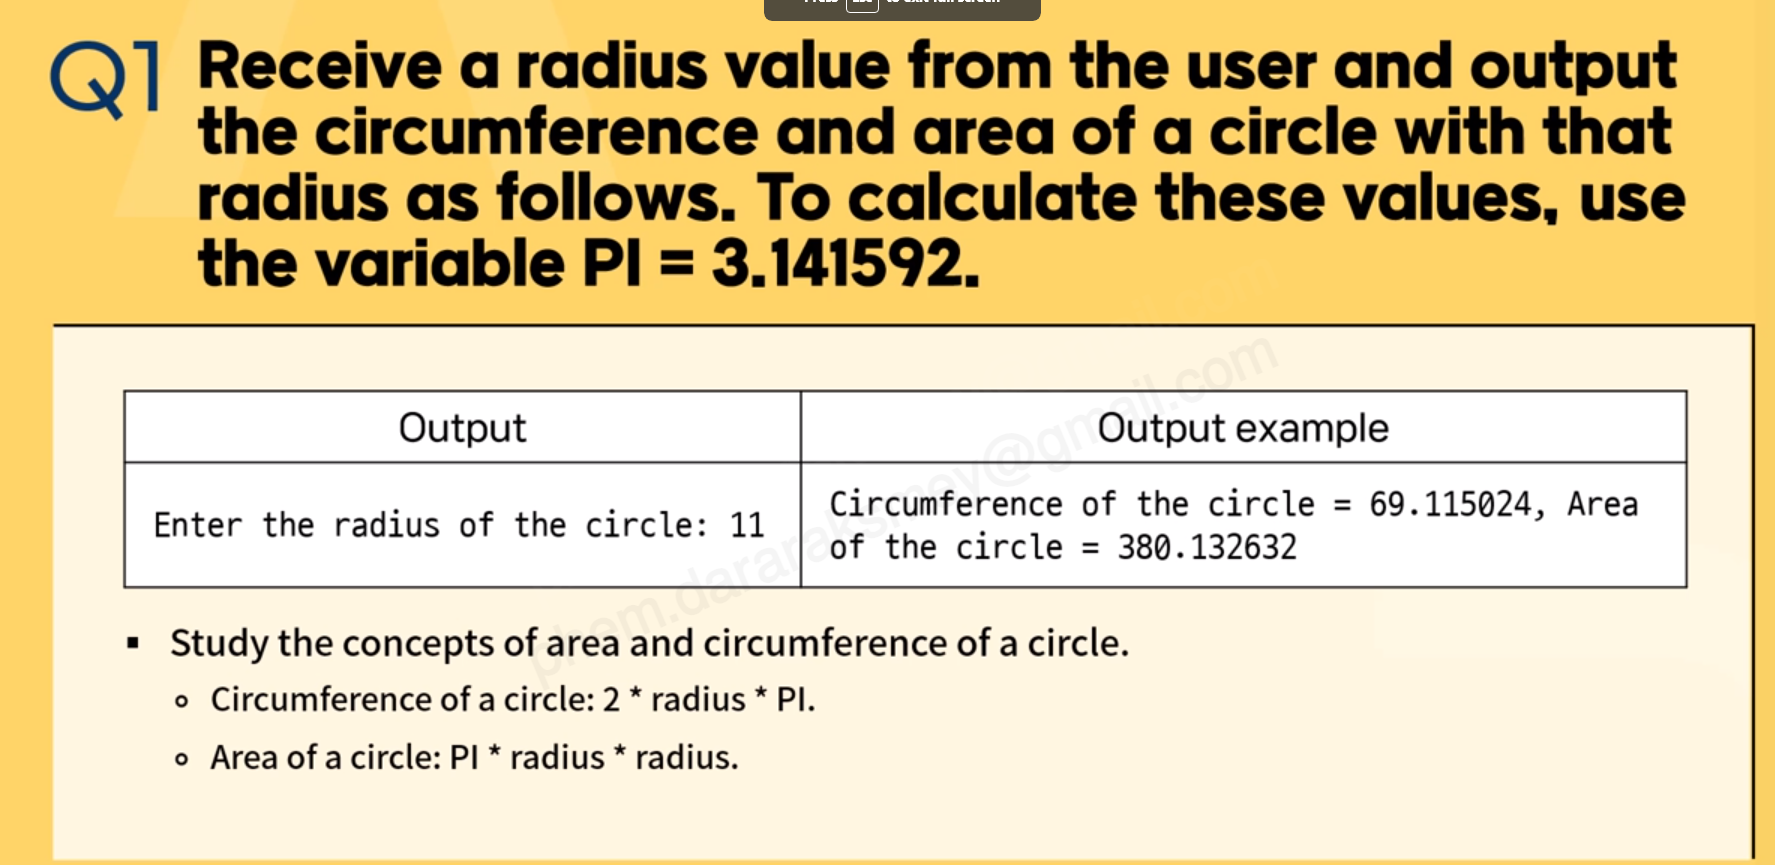 Q1
Receive a radius value from the user and output
the circumference and area of a circle with that
radius as follows. To calculate these values, use
the variable PI = 3.141592.
Output
Output example
Enter the radius of the circle: 11
Circumference of the circle = 69.115024, Area
of the circle = 380.132632
▪ Study the concepts of area and circumference of a circle.
∘ Circumference of a circle: 2 * radius * PI.
∘ Area of a circle: PI * radius * radius.